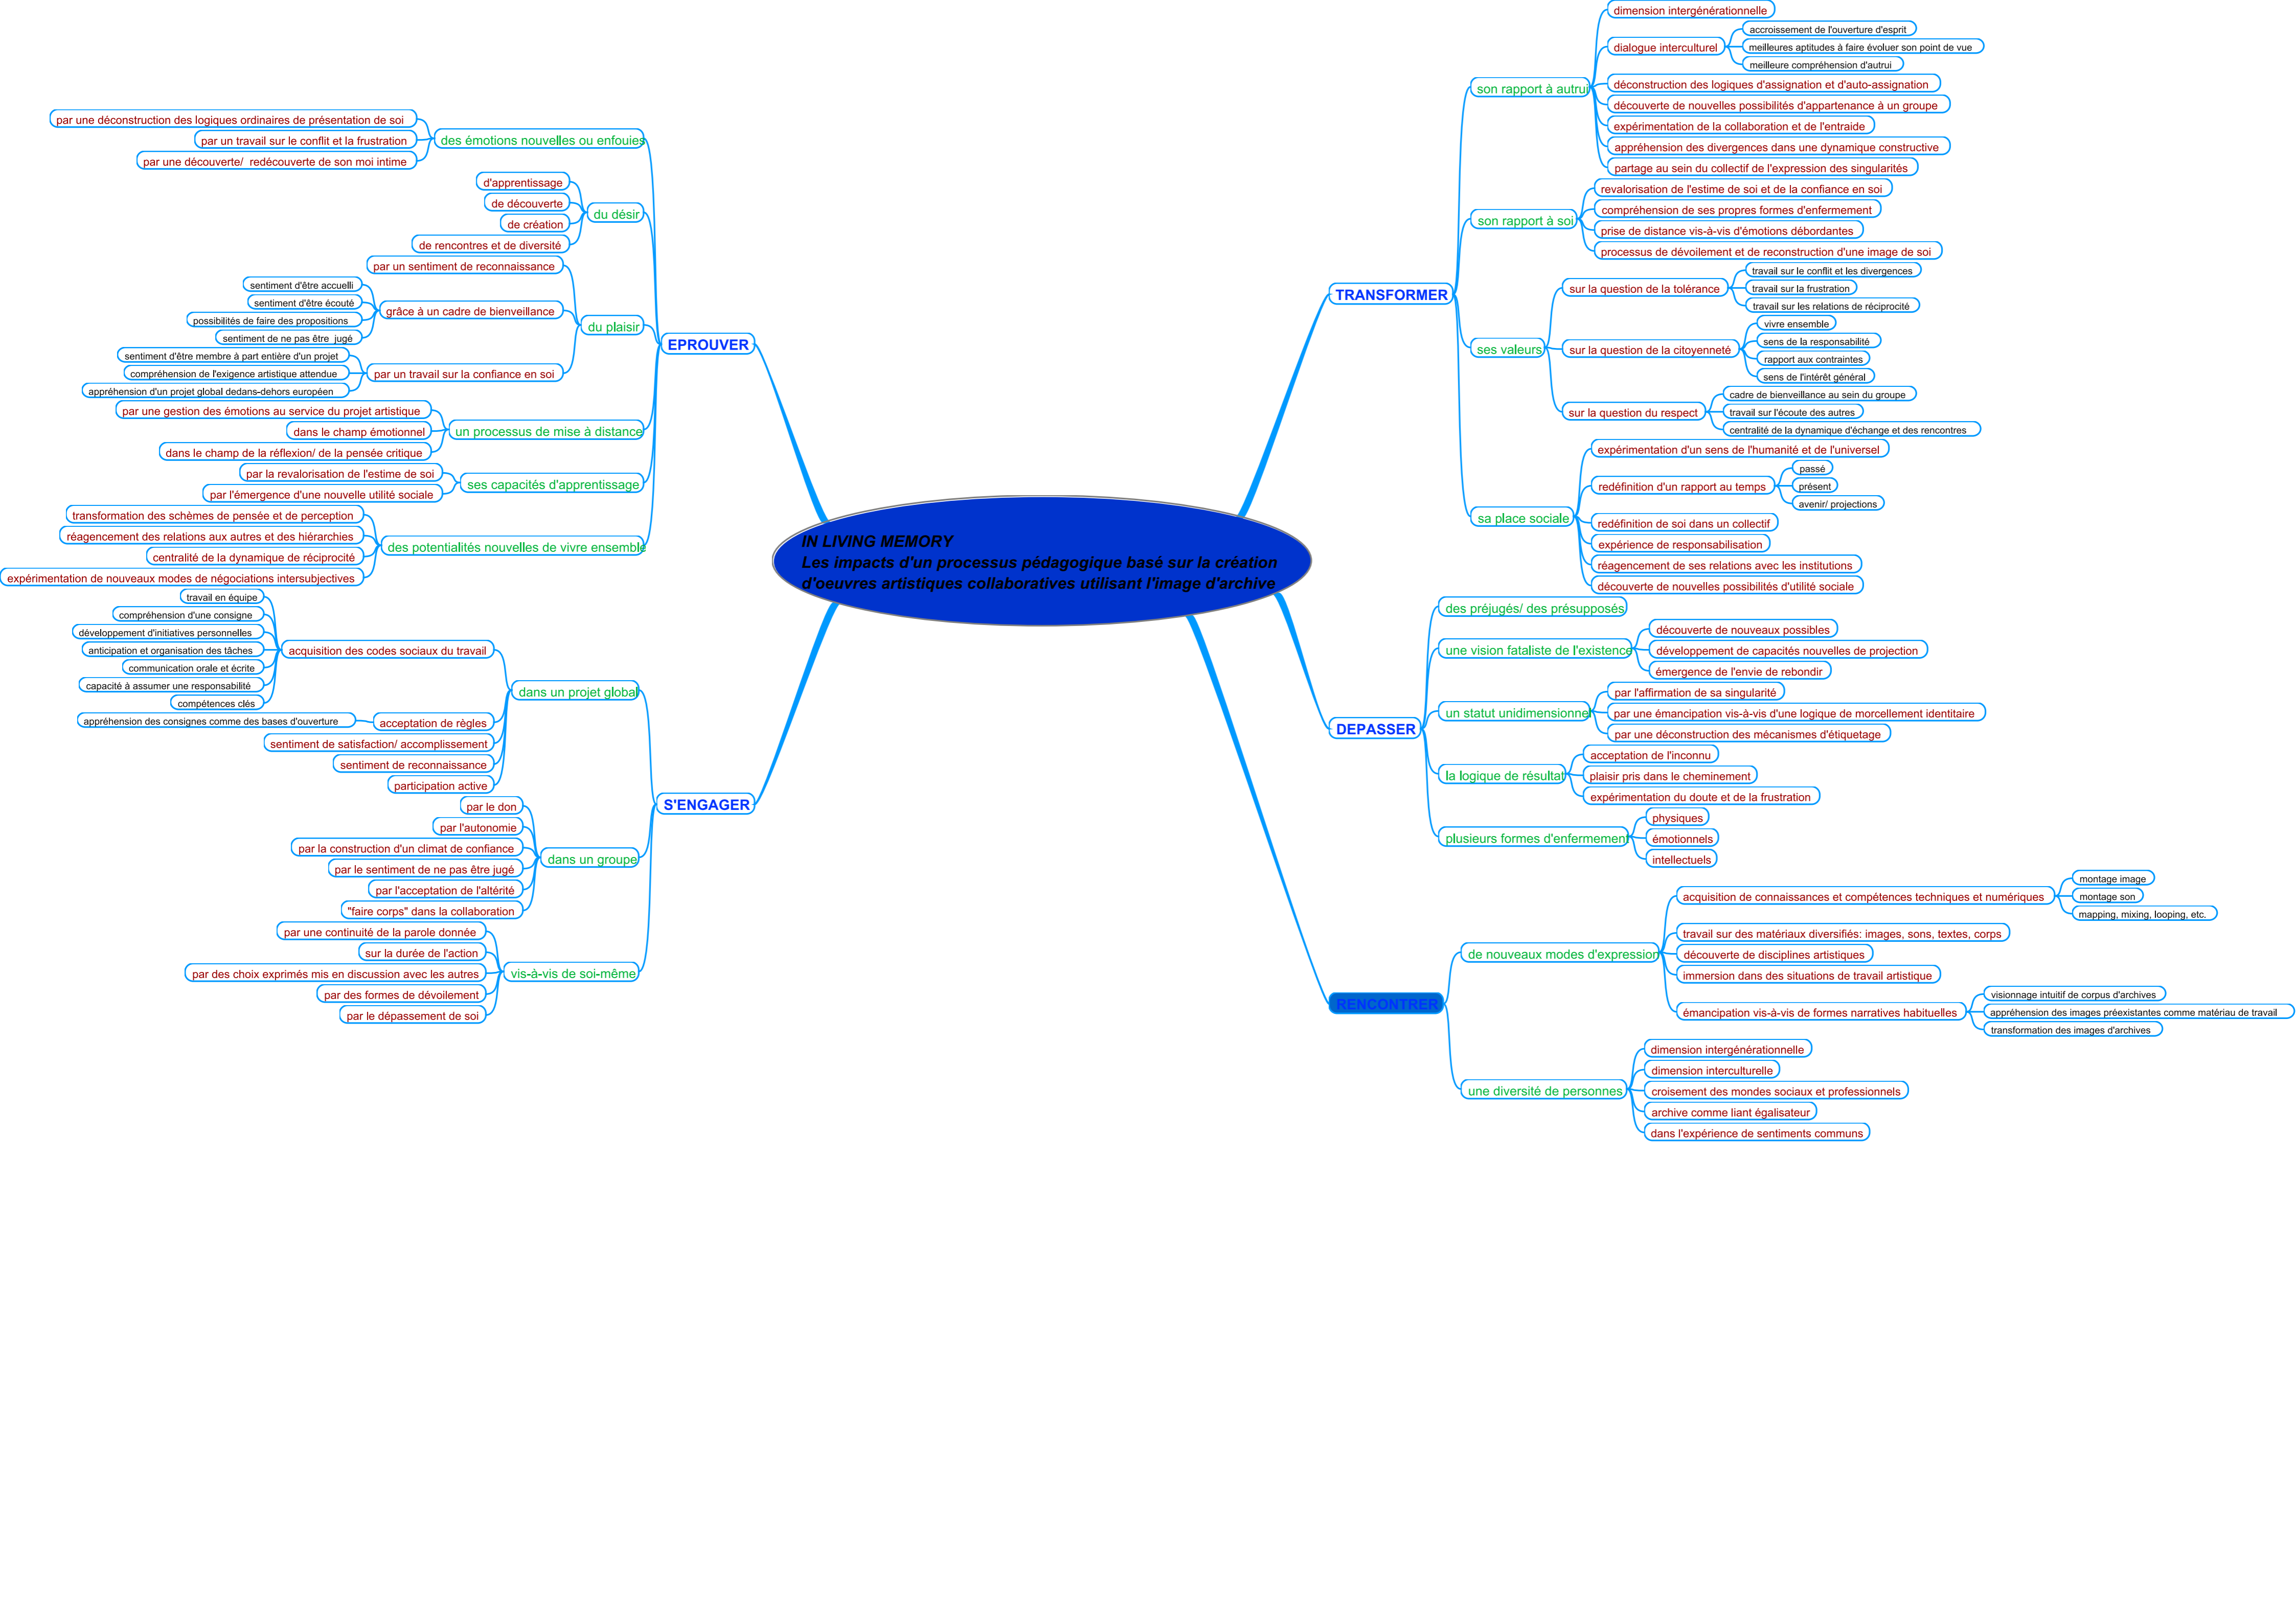 IN LIVING MEMORY
Les impacts d'un processus pédagogique basé sur la création
d'oeuvres artistiques collaboratives utilisant l'image d'archive
EPROUVER
des émotions nouvelles ou enfouies
par une déconstruction des logiques ordinaires de présentation de soi
par un travail sur le conflit et la frustration
par une découverte/ redécouverte de son moi intime
du désir
d'apprentissage
de découverte
de création
de rencontres et de diversité
du plaisir
par un sentiment de reconnaissance
grâce à un cadre de bienveillance
sentiment d'être accuelli
sentiment d'être écouté
possibilités de faire des propositions
sentiment de ne pas être jugé
par un travail sur la confiance en soi
sentiment d'être membre à part entière d'un projet
compréhension de l'exigence artistique attendue
appréhension d'un projet global dedans-dehors européen
un processus de mise à distance
par une gestion des émotions au service du projet artistique
dans le champ émotionnel
dans le champ de la réflexion/ de la pensée critique
ses capacités d'apprentissage
par la revalorisation de l'estime de soi
par l'émergence d'une nouvelle utilité sociale
des potentialités nouvelles de vivre ensemble
transformation des schèmes de pensée et de perception
réagencement des relations aux autres et des hiérarchies
centralité de la dynamique de réciprocité
expérimentation de nouveaux modes de négociations intersubjectives
S'ENGAGER
dans un projet global
acquisition des codes sociaux du travail
travail en équipe
compréhension d'une consigne
développement d'initiatives personnelles
anticipation et organisation des tâches
communication orale et écrite
capacité à assumer une responsabilité
compétences clés
acceptation de règles
appréhension des consignes comme des bases d'ouverture
sentiment de satisfaction/ accomplissement
sentiment de reconnaissance
participation active
dans un groupe
par le don
par l'autonomie
par la construction d'un climat de confiance
par le sentiment de ne pas être jugé
par l'acceptation de l'altérité
"faire corps" dans la collaboration
vis-à-vis de soi-même
par une continuité de la parole donnée
sur la durée de l'action
par des choix exprimés mis en discussion avec les autres
par des formes de dévoilement
par le dépassement de soi
TRANSFORMER
son rapport à autrui
dimension intergénérationnelle
dialogue interculturel
accroissement de l'ouverture d'esprit
meilleures aptitudes à faire évoluer son point de vue
meilleure compréhension d'autrui
déconstruction des logiques d'assignation et d'auto-assignation
découverte de nouvelles possibilités d'appartenance à un groupe
expérimentation de la collaboration et de l'entraide
appréhension des divergences dans une dynamique constructive
partage au sein du collectif de l'expression des singularités
son rapport à soi
revalorisation de l'estime de soi et de la confiance en soi
compréhension de ses propres formes d'enfermement
prise de distance vis-à-vis d'émotions débordantes
processus de dévoilement et de reconstruction d'une image de soi
ses valeurs
sur la question de la tolérance
travail sur le conflit et les divergences
travail sur la frustration
travail sur les relations de réciprocité
sur la question de la citoyenneté
vivre ensemble
sens de la responsabilité
rapport aux contraintes
sens de l'intérêt général
sur la question du respect
cadre de bienveillance au sein du groupe
travail sur l'écoute des autres
centralité de la dynamique d'échange et des rencontres
sa place sociale
expérimentation d'un sens de l'humanité et de l'universel
redéfinition d'un rapport au temps
passé
présent
avenir/ projections
redéfinition de soi dans un collectif
expérience de responsabilisation
réagencement de ses relations avec les institutions
découverte de nouvelles possibilités d'utilité sociale
DEPASSER
des préjugés/ des présupposés
une vision fataliste de l'existence
découverte de nouveaux possibles
développement de capacités nouvelles de projection
émergence de l'envie de rebondir
un statut unidimensionnel
par l'affirmation de sa singularité
par une émancipation vis-à-vis d'une logique de morcellement identitaire
par une déconstruction des mécanismes d'étiquetage
la logique de résultat
acceptation de l'inconnu
plaisir pris dans le cheminement
expérimentation du doute et de la frustration
plusieurs formes d'enfermement
physiques
émotionnels
intellectuels
RENCONTRER
de nouveaux modes d'expression
acquisition de connaissances et compétences techniques et numériques
montage image
montage son
mapping, mixing, looping, etc.
travail sur des matériaux diversifiés: images, sons, textes, corps
découverte de disciplines artistiques
immersion dans des situations de travail artistique
émancipation vis-à-vis de formes narratives habituelles
visionnage intuitif de corpus d'archives
appréhension des images préexistantes comme matériau de travail
transformation des images d'archives
une diversité de personnes
dimension intergénérationnelle
dimension interculturelle
croisement des mondes sociaux et professionnels
archive comme liant égalisateur
dans l'expérience de sentiments communs